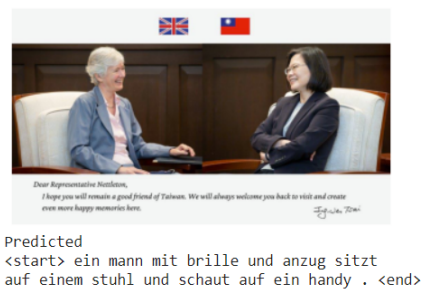 Dear Representative Nettleton,
I hope you will remain a good friend of Taiwan. We will always welcome you back to visit and create
even more happy memories here.
Predicted
<start> ein mann mit brille und anzug sitzt
auf einem stuhl und schaut auf ein handy . <end>